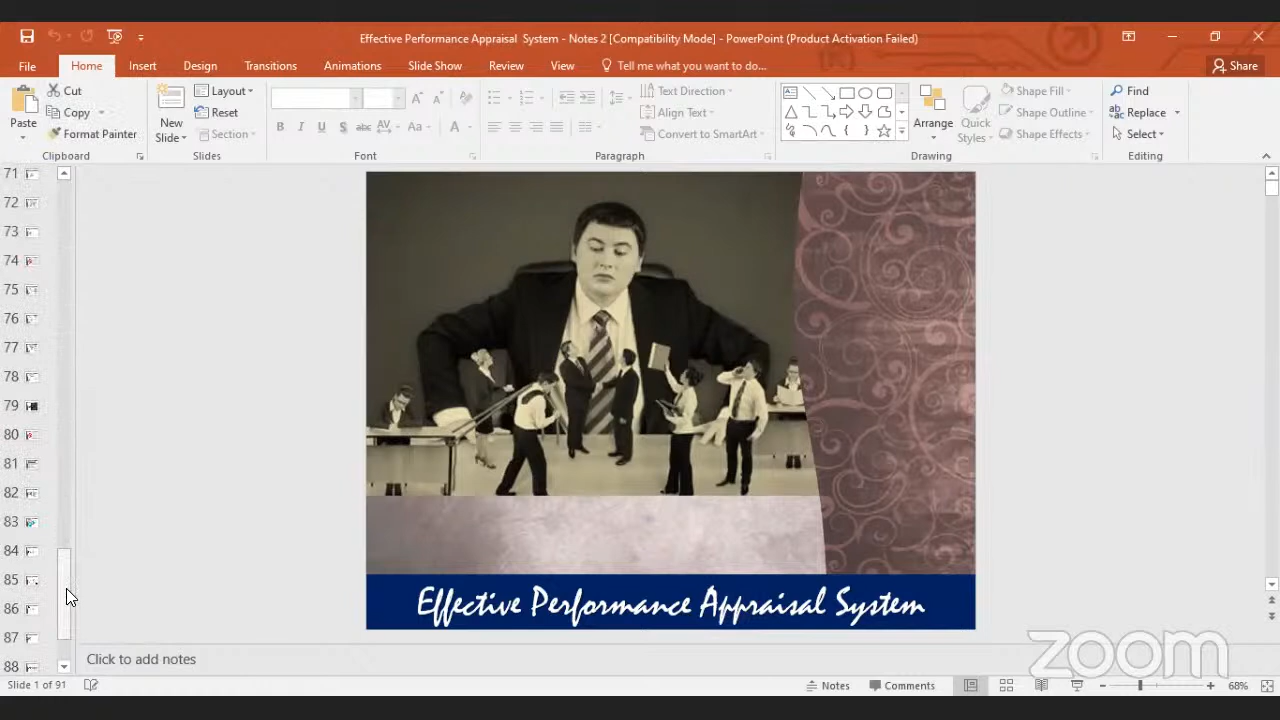 Effective Performance Appraisal System - Notes 2 [Compatibility Mode] - PowerPoint (Product Activation Failed)
File Home Insert Design Transitions Animations Slide Show Review View Tell me what you want to do... Share
Paste
Cut
Copy
Format Painter
Clipboard
New
Slide
Layout
Reset
Section
Slides
B I U S abc AV Aa A
Font
Text Direction
Align Text
Convert to SmartArt
Paragraph
Arrange
Quick
Styles
Shape Fill
Shape Outline
Shape Effects
Drawing
Find
Replace
Select
Editing
71
72
73
74
75
76
77
78
79
80
81
82
83
84
85
86
87
88
Effective Performance Appraisal System
Click to add notes
zoom
Slide 1 of 91
Notes Comments 68%